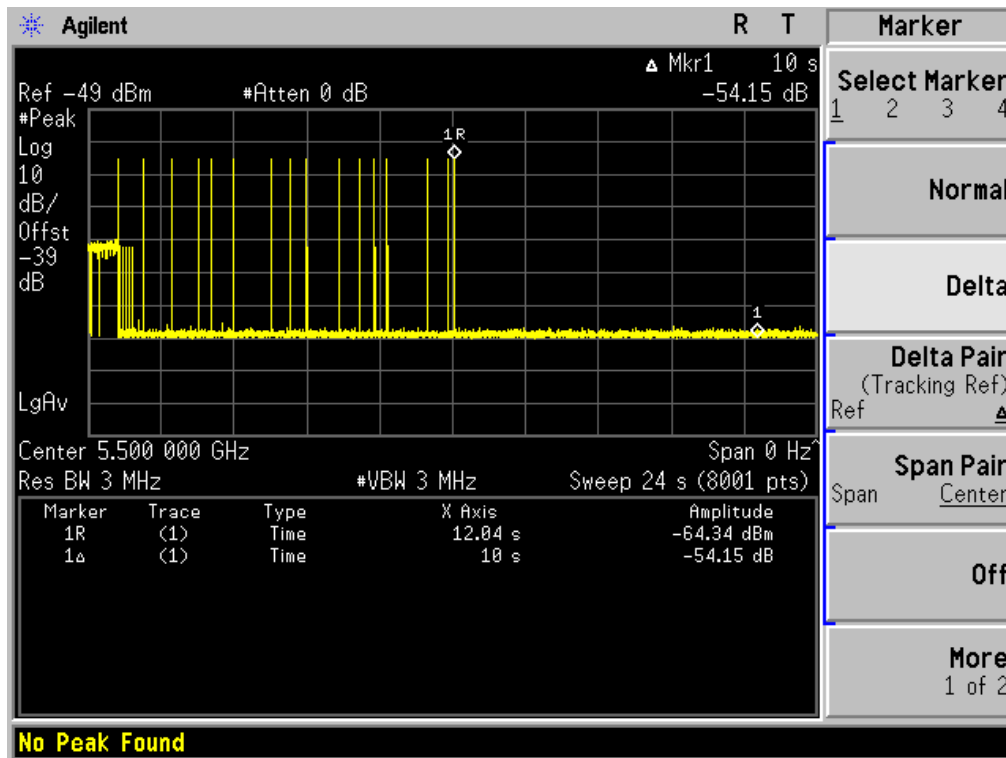 Agilent R T
Marker
△ Mkr1 10 s
Ref -49 dBm #Atten 0 dB -54.15 dB
#Peak
Log
10
dB/
Offst
-39
dB
1R
1
LgAv
Center 5.500 000 GHz Span 0 Hz^
Res BW 3 MHz #VBW 3 MHz Sweep 24 s (8001 pts)
Marker Trace Type X Axis Amplitude
1R (1) Time 12.04 s -64.34 dBm
1△ (1) Time 10 s -54.15 dB
Select Marker
1 2 3 4
Normal
Delta
Delta Pair
(Tracking Ref)
Ref △
Span Pair
Span Center
Off
More
1 of 2
No Peak Found